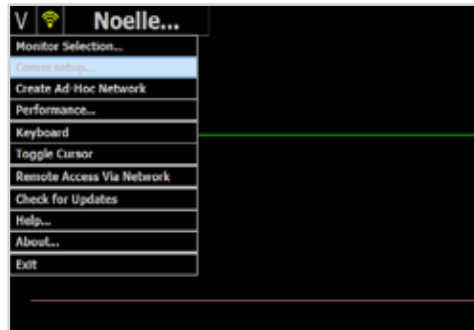 V Noelle...
Monitor Selection...
Comm setup...
Create Ad-Hoc Network
Performance...
Keyboard
Toggle Cursor
Remote Access Via Network
Check for Updates
Help...
About...
Exit